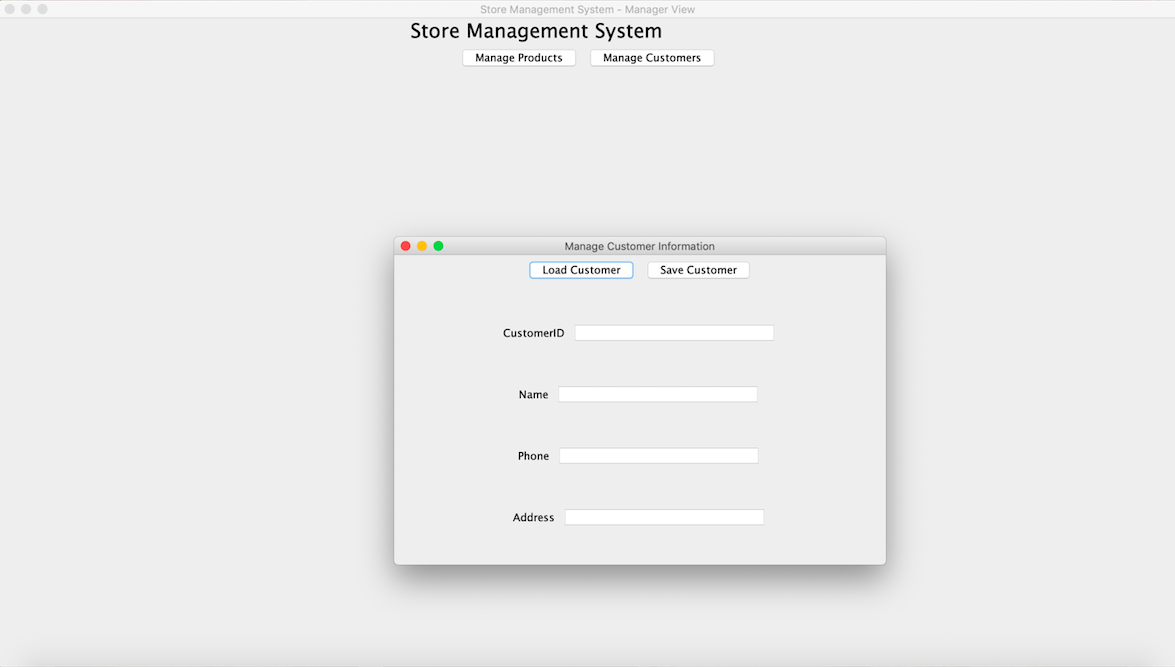 Store Management System - Manager View
Store Management System
Manage Products Manage Customers
Manage Customer Information
Load Customer Save Customer
CustomerID
Name
Phone
Address